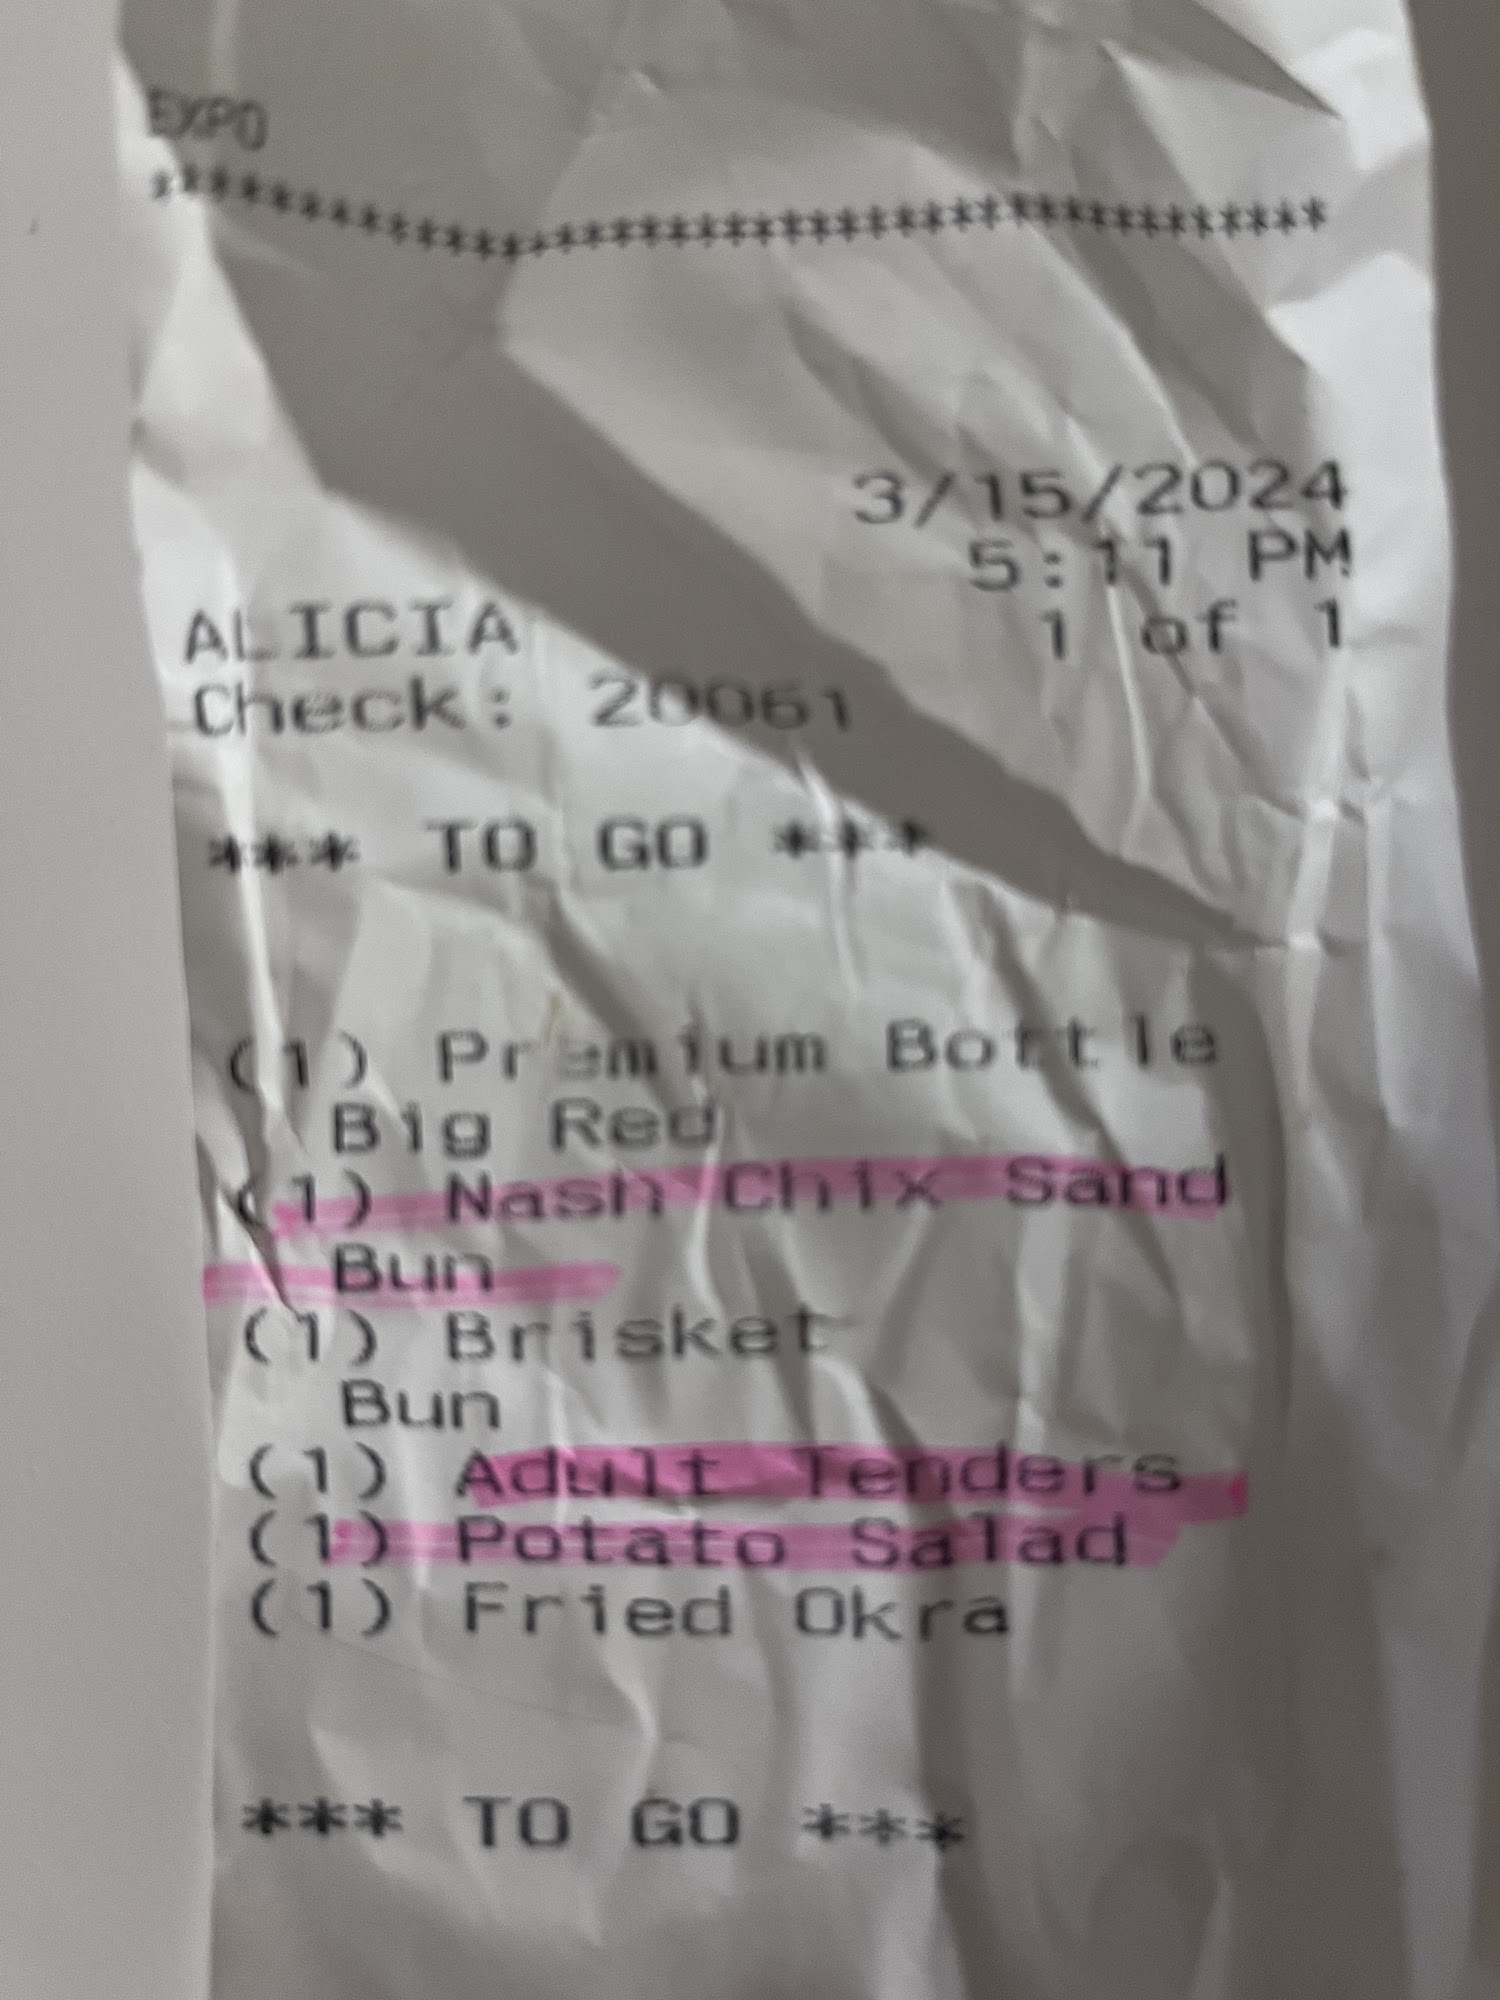 EXPO
****************************************
3/15/2024
5:11 PM
ALICIA
1 of 1
Check: 20061
*** TO GO ***
(1) Premium Bottle
Big Red
(1) Nash Chix Sand
Bun
(1) Brisket
Bun
(1) Adult Tenders
(1) Potato Salad
(1) Fried Okra
*** TO GO ***